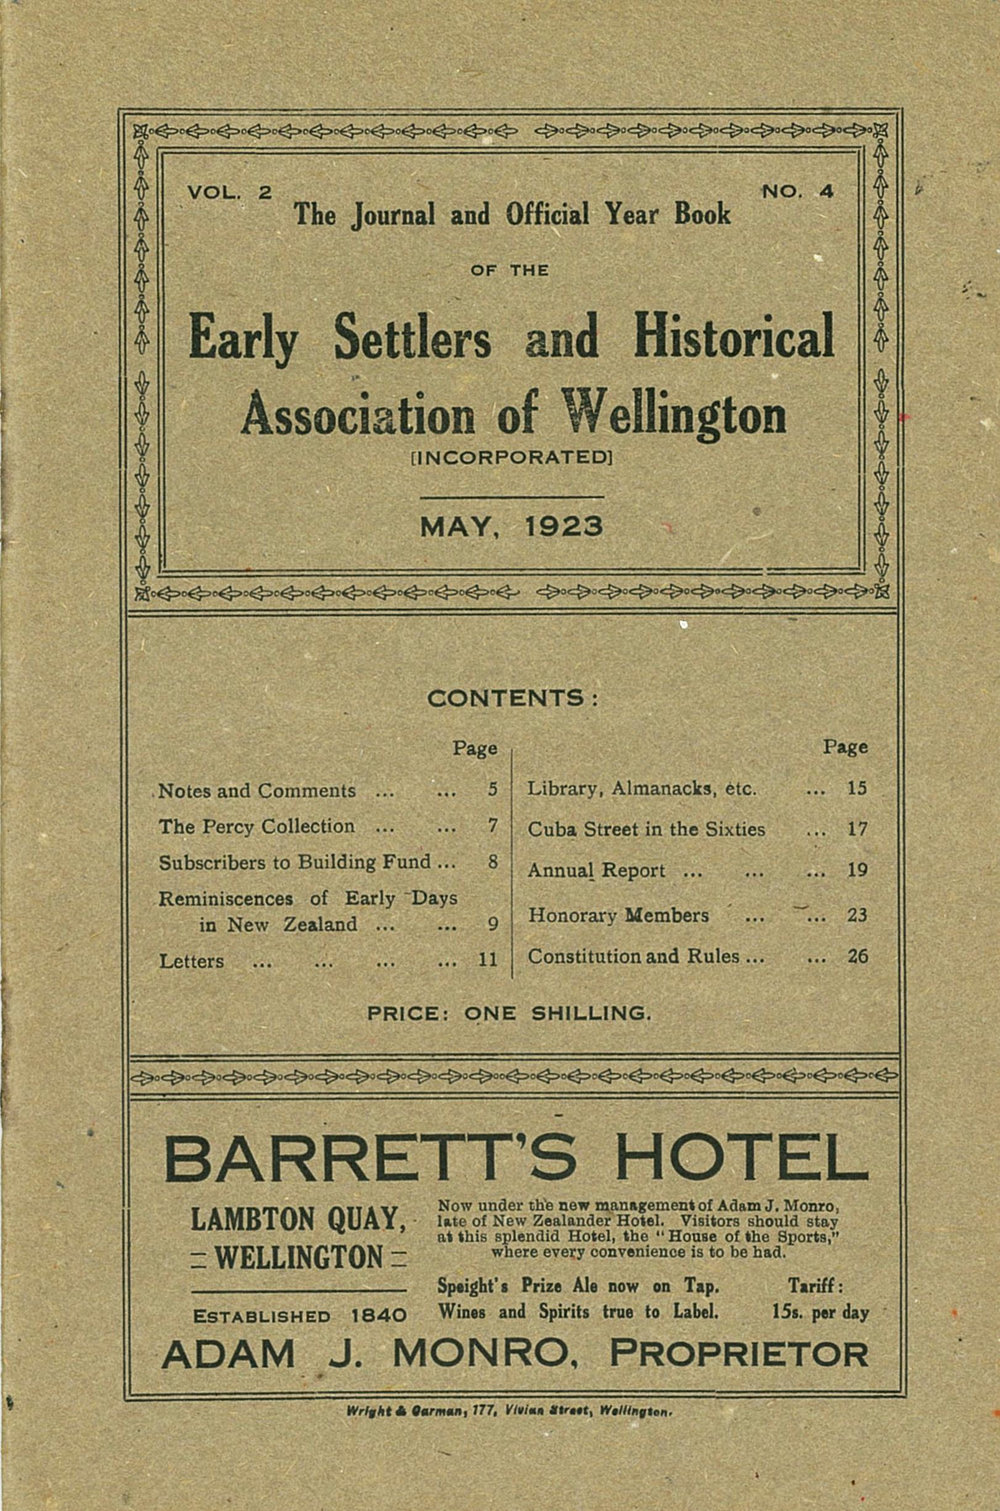 VOL. 2 NO. 4
The Journal and Official Year Book
OF THE
Early Settlers and Historical
Association of Wellington
[INCORPORATED]
MAY, 1923
CONTENTS:
Page
Notes and Comments ... ... 5
The Percy Collection ... ... 7
Subscribers to Building Fund ... 8
Reminiscences of Early Days
in New Zealand ... ... 9
Letters ... ... ... ... 11
Page
Library, Almanacks, etc. ... 15
Cuba Street in the Sixties ... 17
Annual Report ... ... ... 19
Honorary Members ... ... 23
Constitution and Rules ... ... 26
PRICE: ONE SHILLING.
BARRETT'S HOTEL
LAMBTON QUAY,
WELLINGTON
ESTABLISHED 1840
Now under the new management of Adam J. Monro,
late of New Zealander Hotel. Visitors should stay
at this splendid Hotel, the "House of the Sports,"
where every convenience is to be had.
Speight's Prize Ale now on Tap. Tariff:
Wines and Spirits true to Label. 15s. per day
ADAM J. MONRO, PROPRIETOR
Wright & Carman, 177, Vivian Street, Wellington.